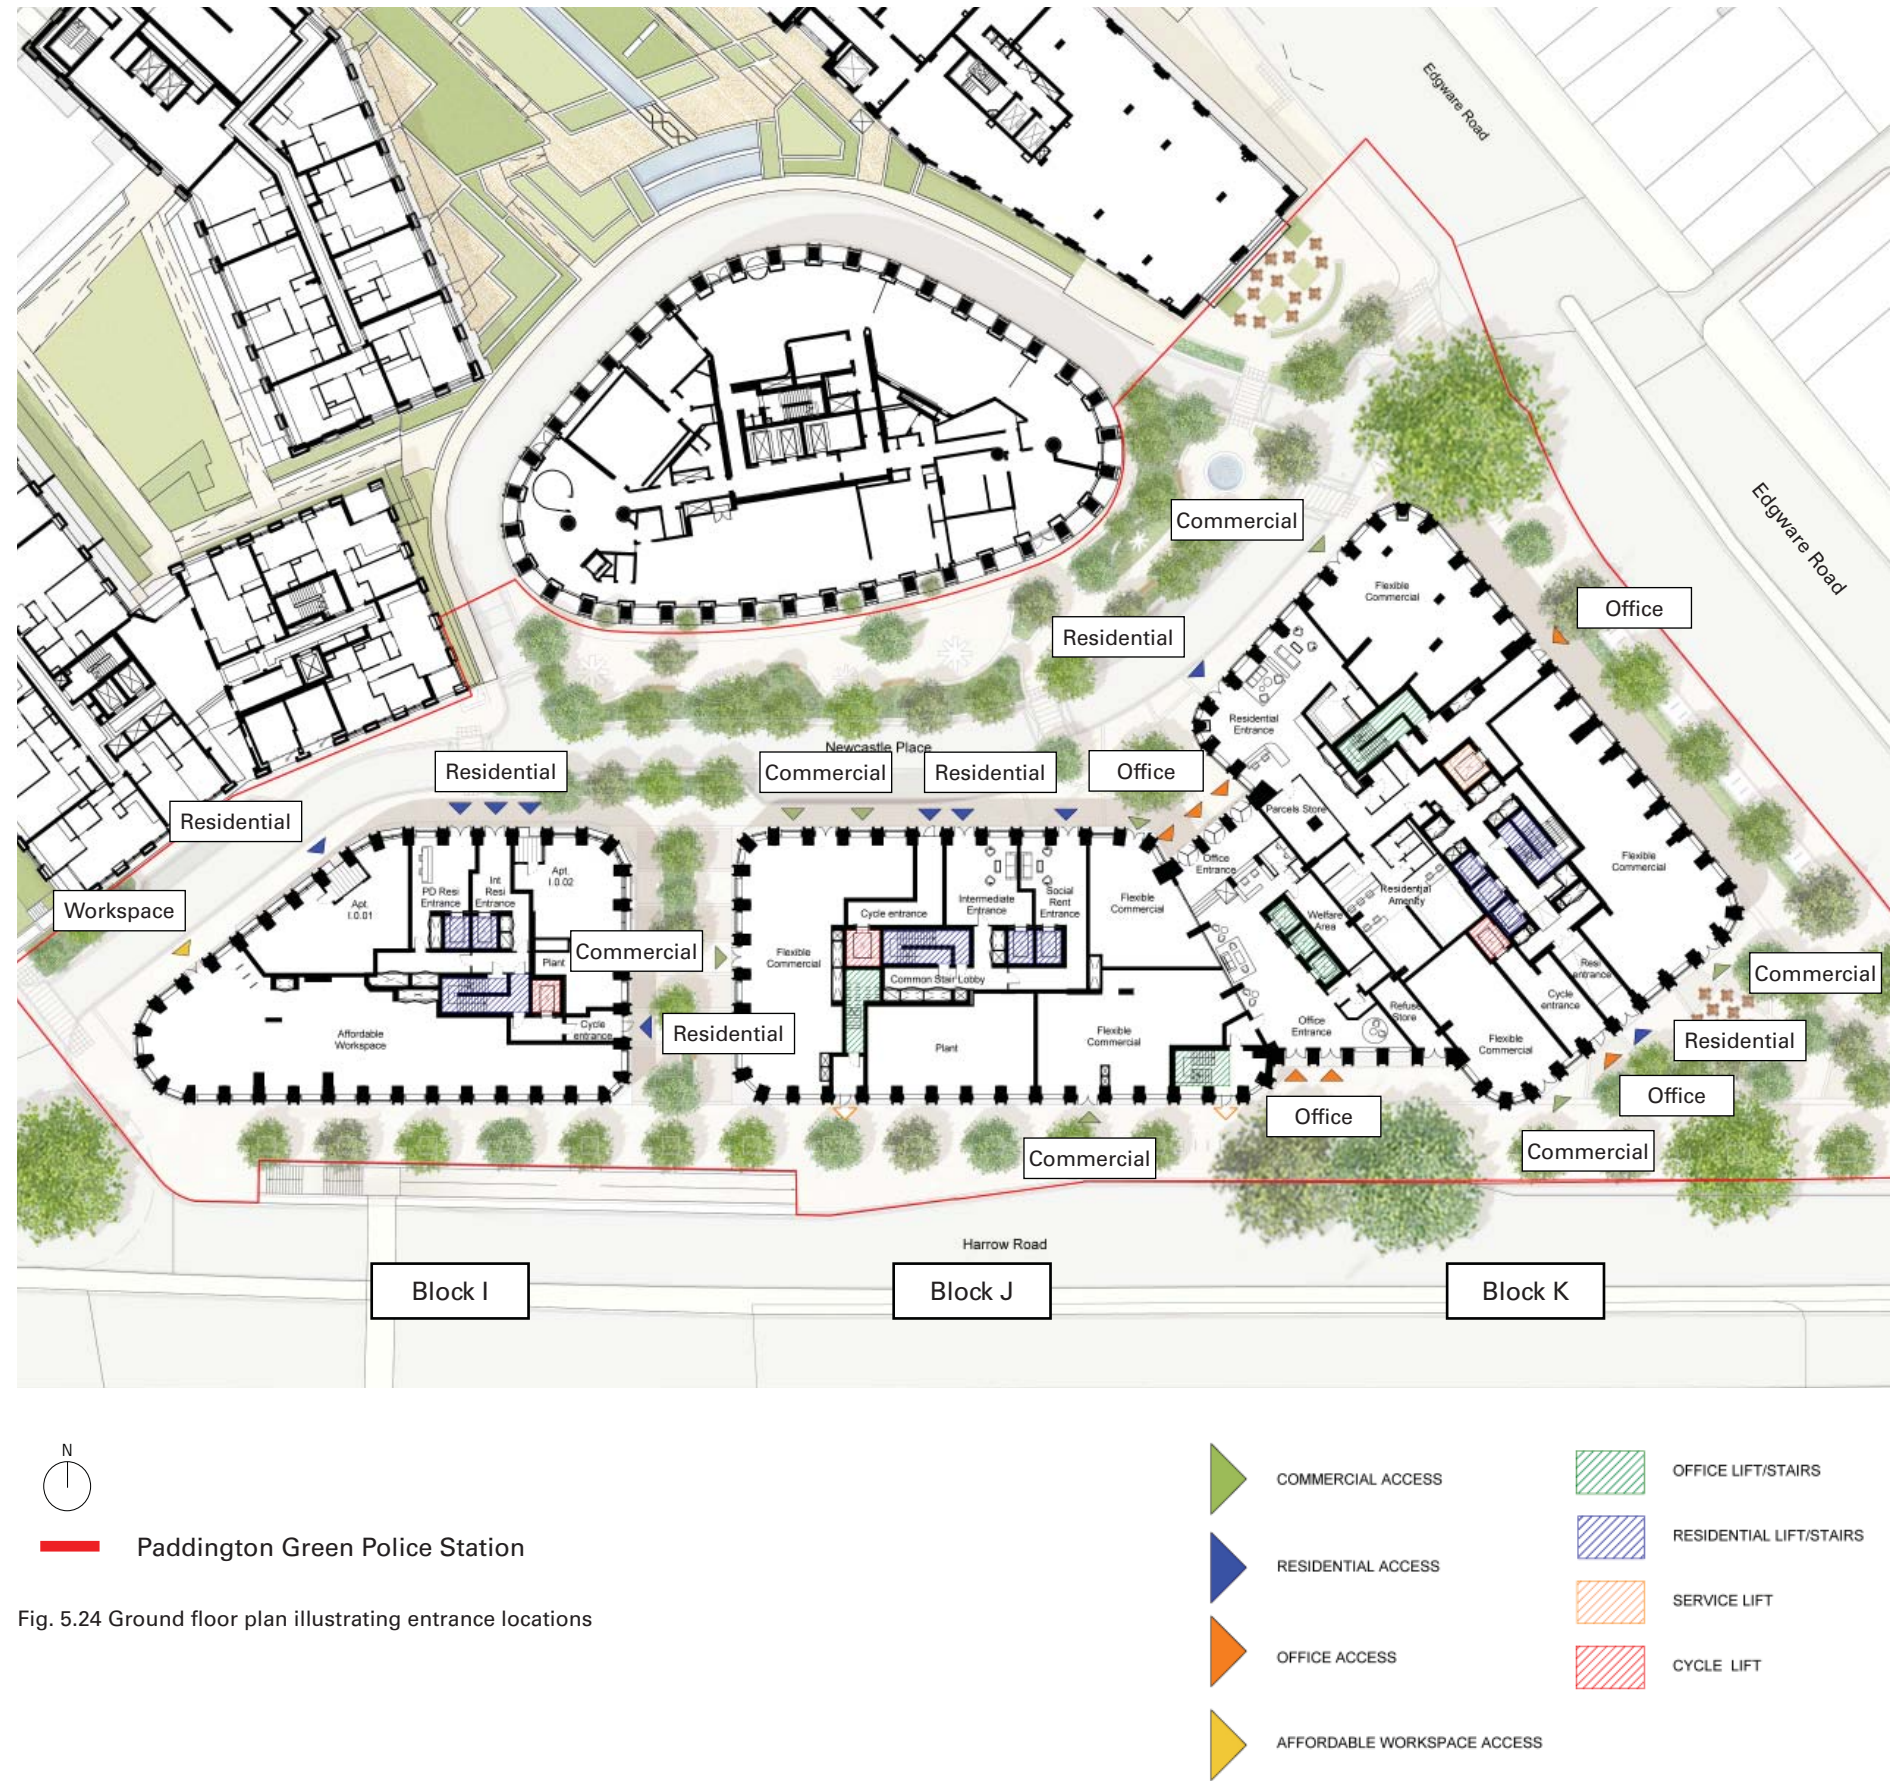 Edgware Road
Edgware Road
Commercial
Flexible
Commercial
Office
Residential
Residential
Entrance
Newcastle Place
Residential
Commercial
Residential
Office
Residential
Parcels Store
Workspace
Apt.
I.0.01
PD Resi
Entrance
Int
Resi
Entrance
Apt.
I.0.02
Office
Entrance
Flexible
Commercial
Residential
Amenity
Cycle entrance
Intermediate
Entrance
Social
Rent
Entrance
Flexible
Commercial
Welfare
Area
Commercial
Plant
Flexible
Commercial
Common Stair Lobby
Resi
entrance
Commercial
Cycle
entrance
Refuse
Store
Affordable
Workspace
Cycle
entrance
Residential
Plant
Flexible
Commercial
Office
Entrance
Flexible
Commercial
Residential
Office
Office
Commercial
Commercial
Harrow Road
Block I
Block J
Block K
N
Paddington Green Police Station
Fig. 5.24 Ground floor plan illustrating entrance locations
COMMERCIAL ACCESS
RESIDENTIAL ACCESS
OFFICE ACCESS
AFFORDABLE WORKSPACE ACCESS
OFFICE LIFT/STAIRS
RESIDENTIAL LIFT/STAIRS
SERVICE LIFT
CYCLE LIFT